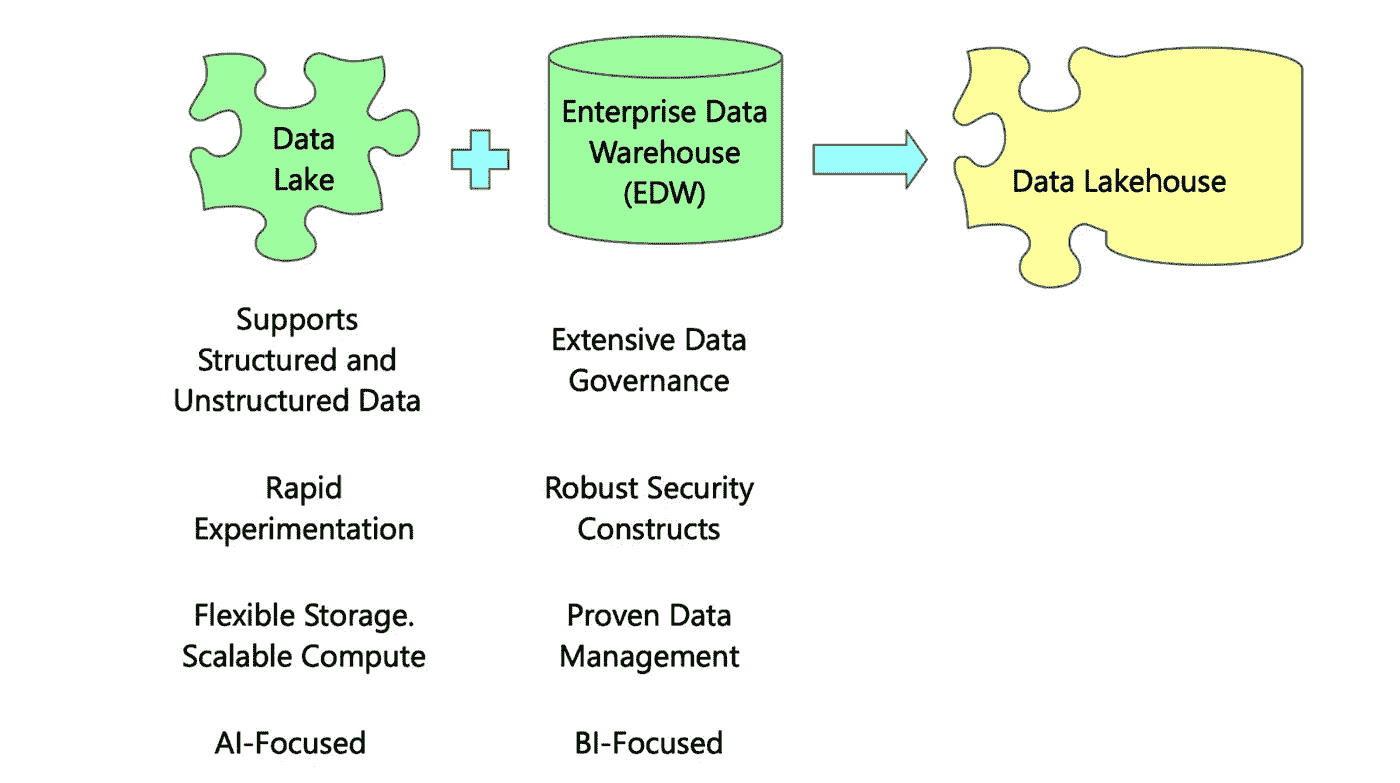 Data
Lake
Enterprise Data
Warehouse
(EDW)
Data Lakehouse
Supports
Structured and
Unstructured Data
Extensive Data
Governance
Rapid
Experimentation
Robust Security
Constructs
Flexible Storage.
Scalable Compute
Proven Data
Management
AI-Focused
BI-Focused